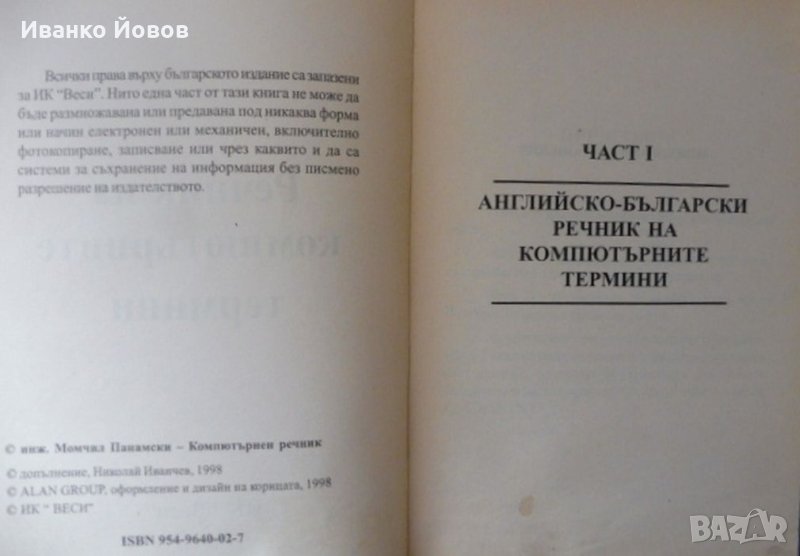 Иванко Йовов
Всички права върху българското издание са запазени
за ИК "Веси". Нито една част от тази книга не може да
бъде размножавана или предавана под никаква форма
или начин електронен или механичен, включително
фотокопиране, записване или чрез каквито и да са
системи за съхранение на информация без писмено
разрешение на издателството.
© инж. Момчил Панамски – Компютърнен речник
© допълнение, Николай Иванчев, 1998
© ALAN GROUP, оформление и дизайн на корицата, 1998
© ИК " ВЕСИ"
ISBN 954-9640-02-7
ЧАСТ I
АНГЛИЙСКО-БЪЛГАРСКИ
РЕЧНИК НА
КОМПЮТЪРНИТЕ
ТЕРМИНИ
BAZAR